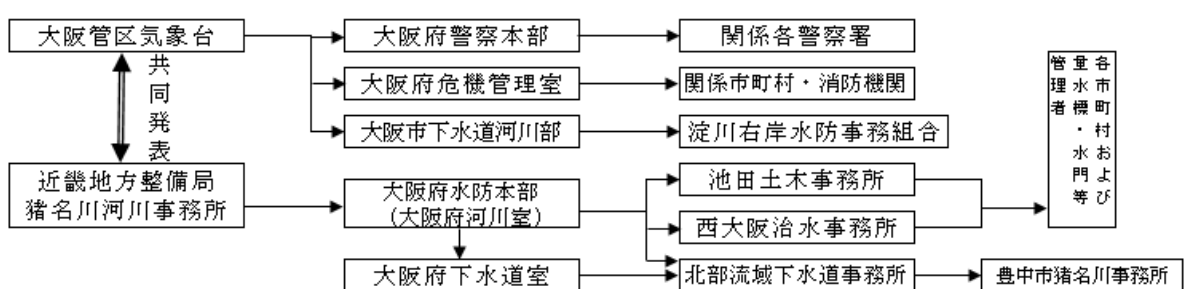 大阪管区気象台
大阪府警察本部
関係各警察署
共同発表
大阪府危機管理室
関係市町村・消防機関
大阪市下水道河川部
淀川右岸水防事務組合
各市町村および
量水標・水門等
管理者
近畿地方整備局
猪名川河川事務所
大阪府水防本部
(大阪府河川室)
池田土木事務所
西大阪治水事務所
大阪府下水道室
北部流域下水道事務所
豊中市猪名川事務所